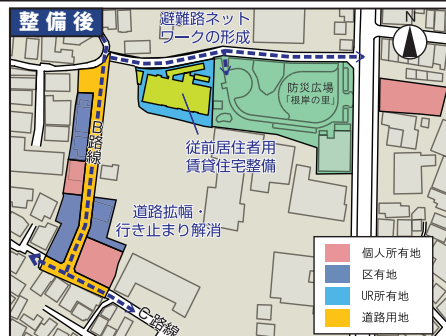 整備後
避難路ネット
ワークの形成
N
防災広場
「根岸の里」
B路線
従前居住者用
賃貸住宅整備
道路拡幅・
行き止まり解消
C路線
個人所有地
区有地
UR所有地
道路用地